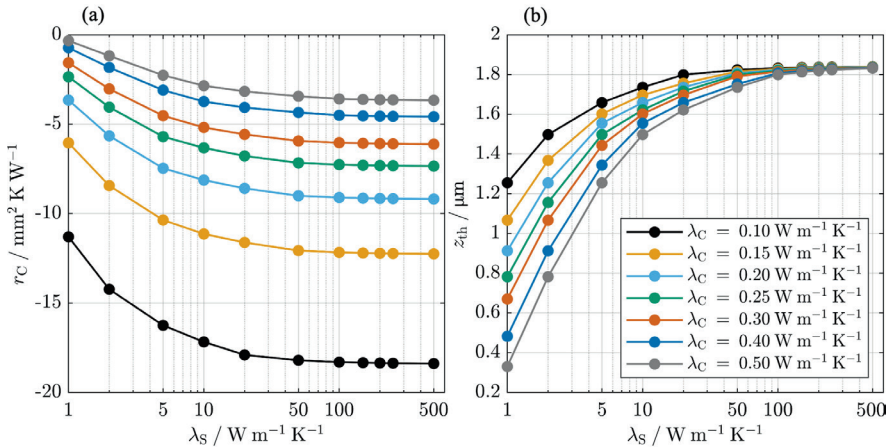 (a)
0
-5
-10
-15
-20
r_C / mm² K W⁻¹
1
5
10
50
100
500
λ_S / W m⁻¹ K⁻¹
(b)
2
1.8
1.6
1.4
1.2
1
0.8
0.6
0.4
0.2
z_th / μm
λ_C = 0.10 W m⁻¹ K⁻¹
λ_C = 0.15 W m⁻¹ K⁻¹
λ_C = 0.20 W m⁻¹ K⁻¹
λ_C = 0.25 W m⁻¹ K⁻¹
λ_C = 0.30 W m⁻¹ K⁻¹
λ_C = 0.40 W m⁻¹ K⁻¹
λ_C = 0.50 W m⁻¹ K⁻¹
1
5
10
50
100
500
λ_S / W m⁻¹ K⁻¹